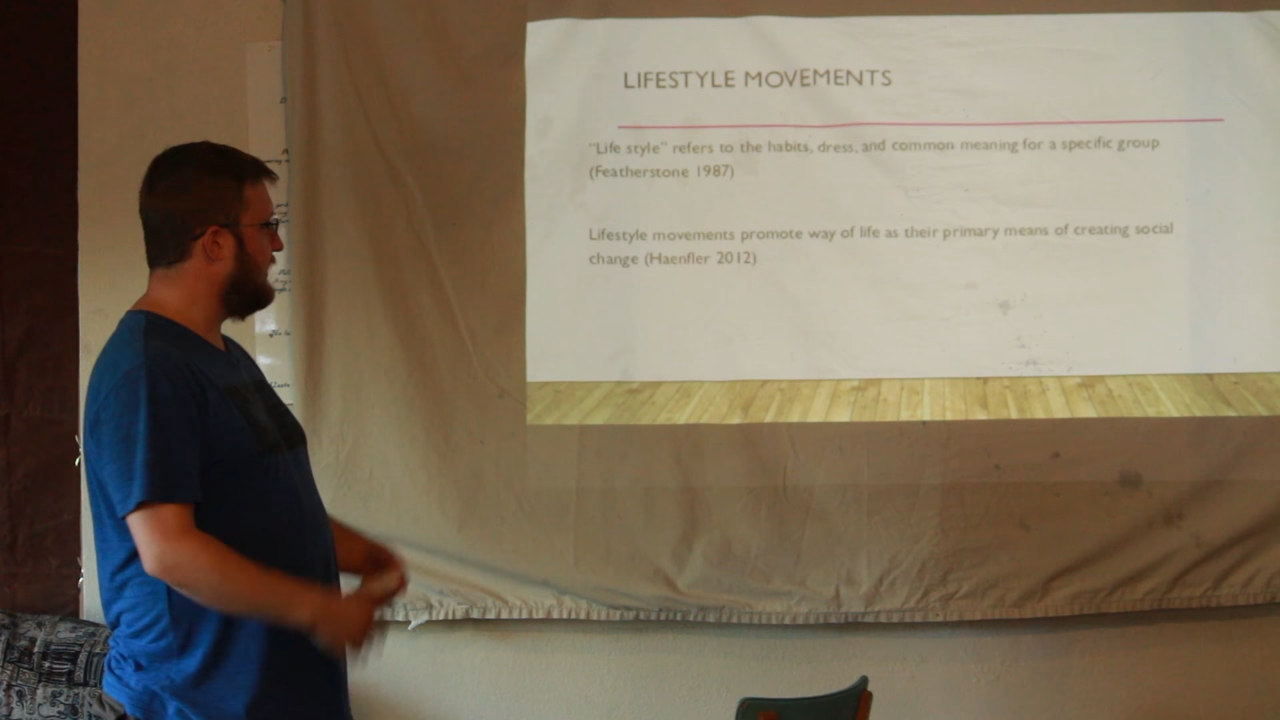 LIFESTYLE MOVEMENTS
"Life style" refers to the habits, dress, and common meaning for a specific group
(Featherstone 1987)
Lifestyle movements promote way of life as their primary means of creating social
change (Haenfler 2012)